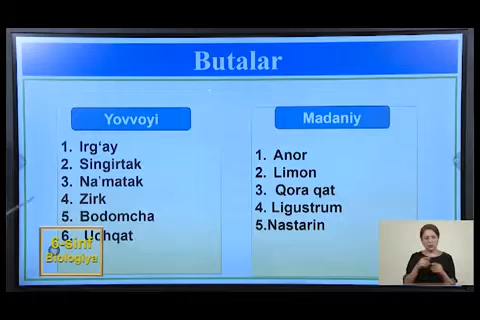 Butalar
Yovvoyi
1. Irg‘ay
2. Singirtak
3. Na'matak
4. Zirk
5. Bodomcha
6. Uchqat
Madaniy
1. Anor
2. Limon
3. Qora qat
4. Ligustrum
5.Nastarin
6-sinf
Biologiya